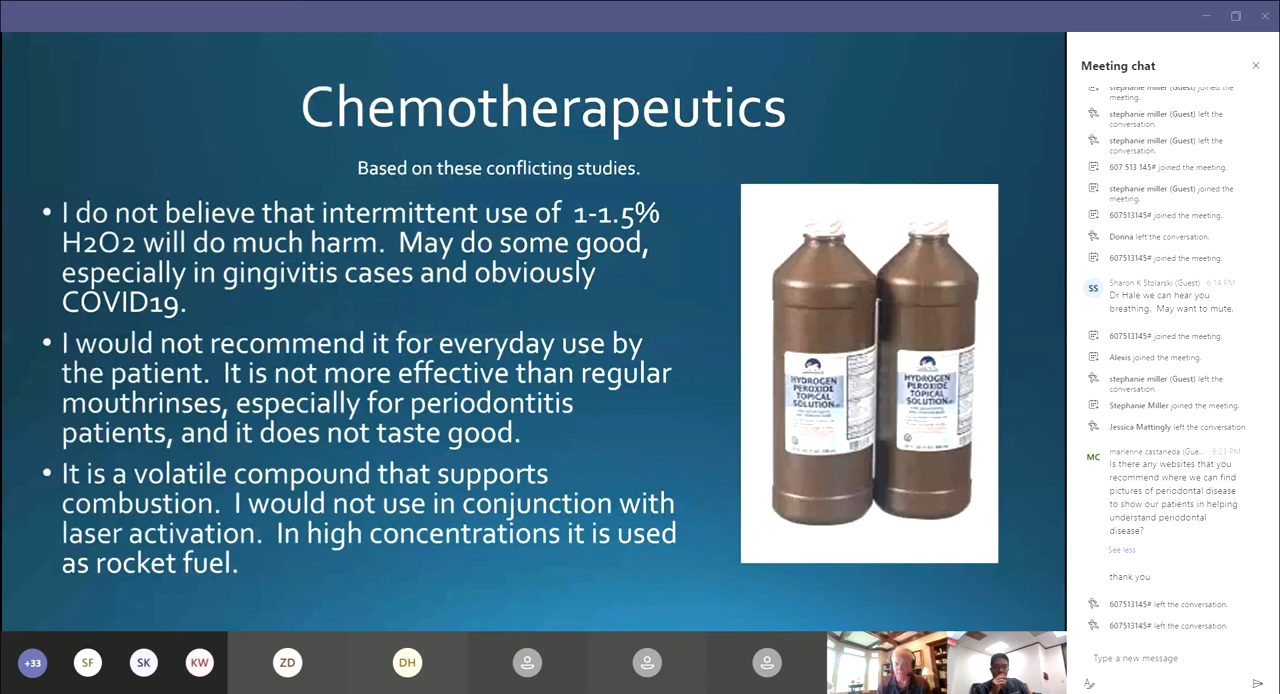 Chemotherapeutics
Based on these conflicting studies.
• I do not believe that intermittent use of 1-1.5%
H2O2 will do much harm. May do some good,
especially in gingivitis cases and obviously
COVID19.
• I would not recommend it for everyday use by
the patient. It is not more effective than regular
mouthrinses, especially for periodontitis
patients, and it does not taste good.
• It is a volatile compound that supports
combustion. I would not use in conjunction with
laser activation. In high concentrations it is used
as rocket fuel.
HYDROGEN
PEROXIDE
TOPICAL
SOLUTION
HYDROGEN
PEROXIDE
TOPICAL
SOLUTION
+33
SF
SK
KW
ZD
DH
Meeting chat
stephanie miller (Guest) joined the
meeting.
stephanie miller (Guest) left the
conversation.
stephanie miller (Guest) left the
conversation.
607 513 145# joined the meeting.
stephanie miller (Guest) joined the
meeting.
607513145# joined the meeting.
Donna left the conversation.
607513145# joined the meeting.
SS
Sharon K Stolarski (Guest) 6:14 PM
Dr Hale we can hear you
breathing. May want to mute.
607513145# joined the meeting.
Alexis joined the meeting.
stephanie miller (Guest) left the
conversation.
Stephanie Miller joined the meeting.
Jessica Mattingly left the conversation.
MC
marlenne castaneda (Gue... 6:23 PM
Is there any websites that you
recommend where we can find
pictures of periodontal disease
to show our patients in helping
understand periodontal
disease?
See less
thank you
607513145# left the conversation.
607513145# left the conversation.
Type a new message